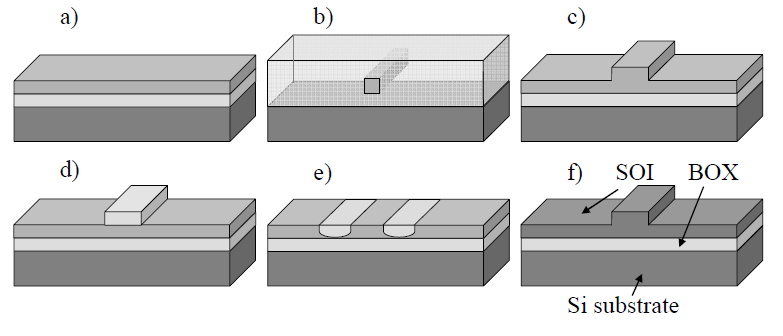 a)
b)
c)
d)
e)
f)
SOI
BOX
Si substrate